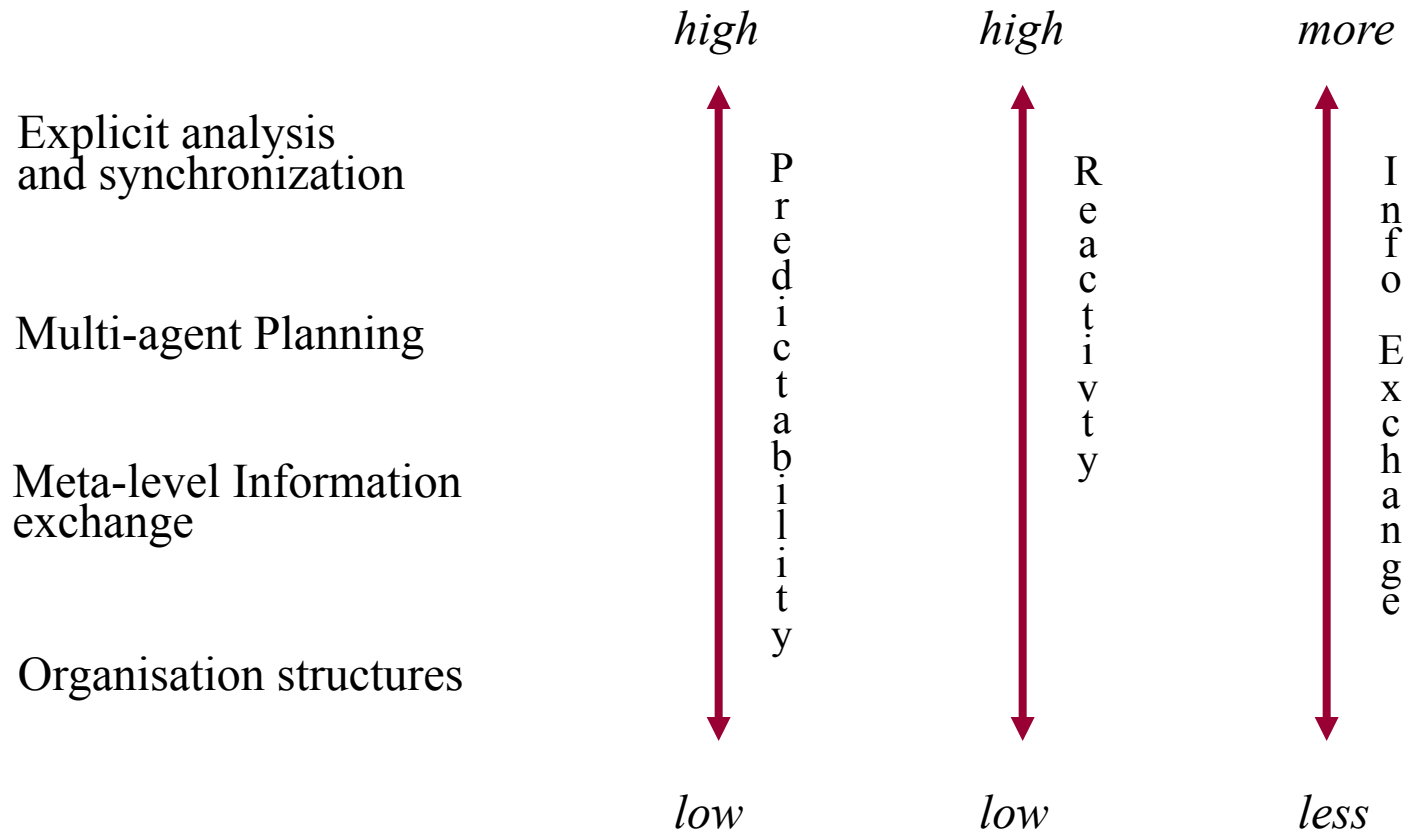 high high more
Explicit analysis
and synchronization
Multi-agent Planning
Meta-level Information
exchange
Organisation structures
Predictability
Reactivty
Info Exchange
low low less